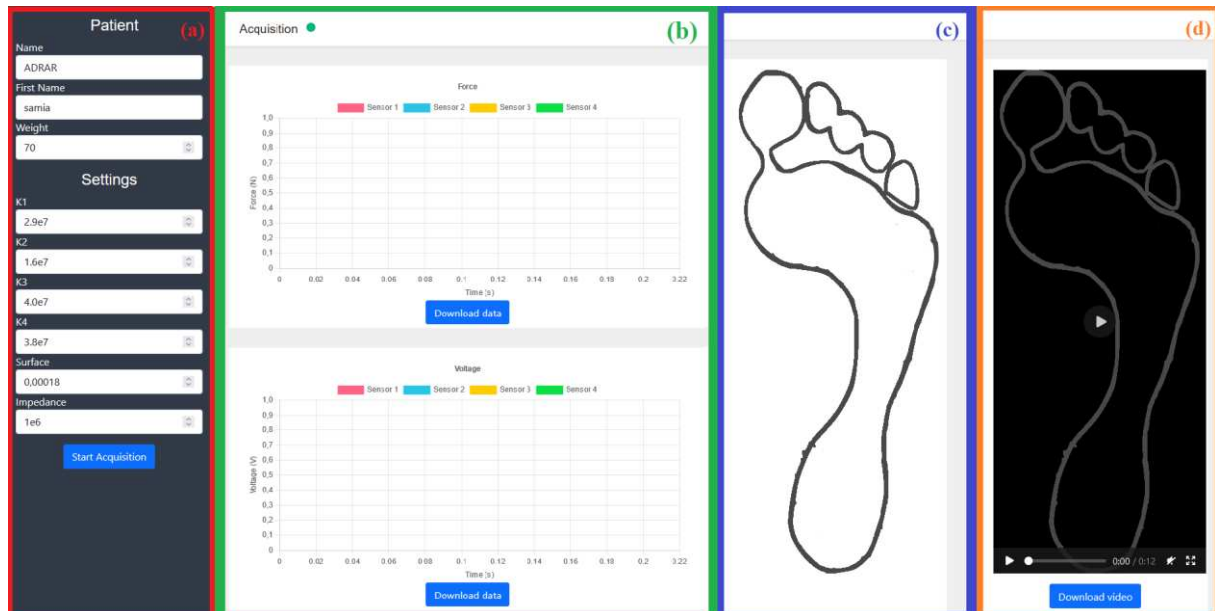 Patient
(a)
Name
ADRAR
First Name
samia
Weight
70
Settings
K1
2.9e7
K2
1.6e7
K3
4.0e7
K4
3.8e7
Surface
0,00018
Impedance
1e6
Start Acquisition
Acquisition
(b)
Force
Sensor 1 Sensor 2 Sensor 3 Sensor 4
1,0
0,9
0,8
0,7
0,6
0,5
0,4
0,3
0,2
0,1
0
Force (N)
0 0.02 0.04 0.06 0.08 0.1 0.12 0.14 0.16 0.18 0.2 0.22
Time (s)
Download data
Voltage
Sensor 1 Sensor 2 Sensor 3 Sensor 4
1,0
0,9
0,8
0,7
0,6
0,5
0,4
0,3
0,2
0,1
0
Voltage (V)
0 0.02 0.04 0.06 0.08 0.1 0.12 0.14 0.16 0.18 0.2 0.22
Time (s)
Download data
(c)
(d)
0:00 / 0:12
Download video